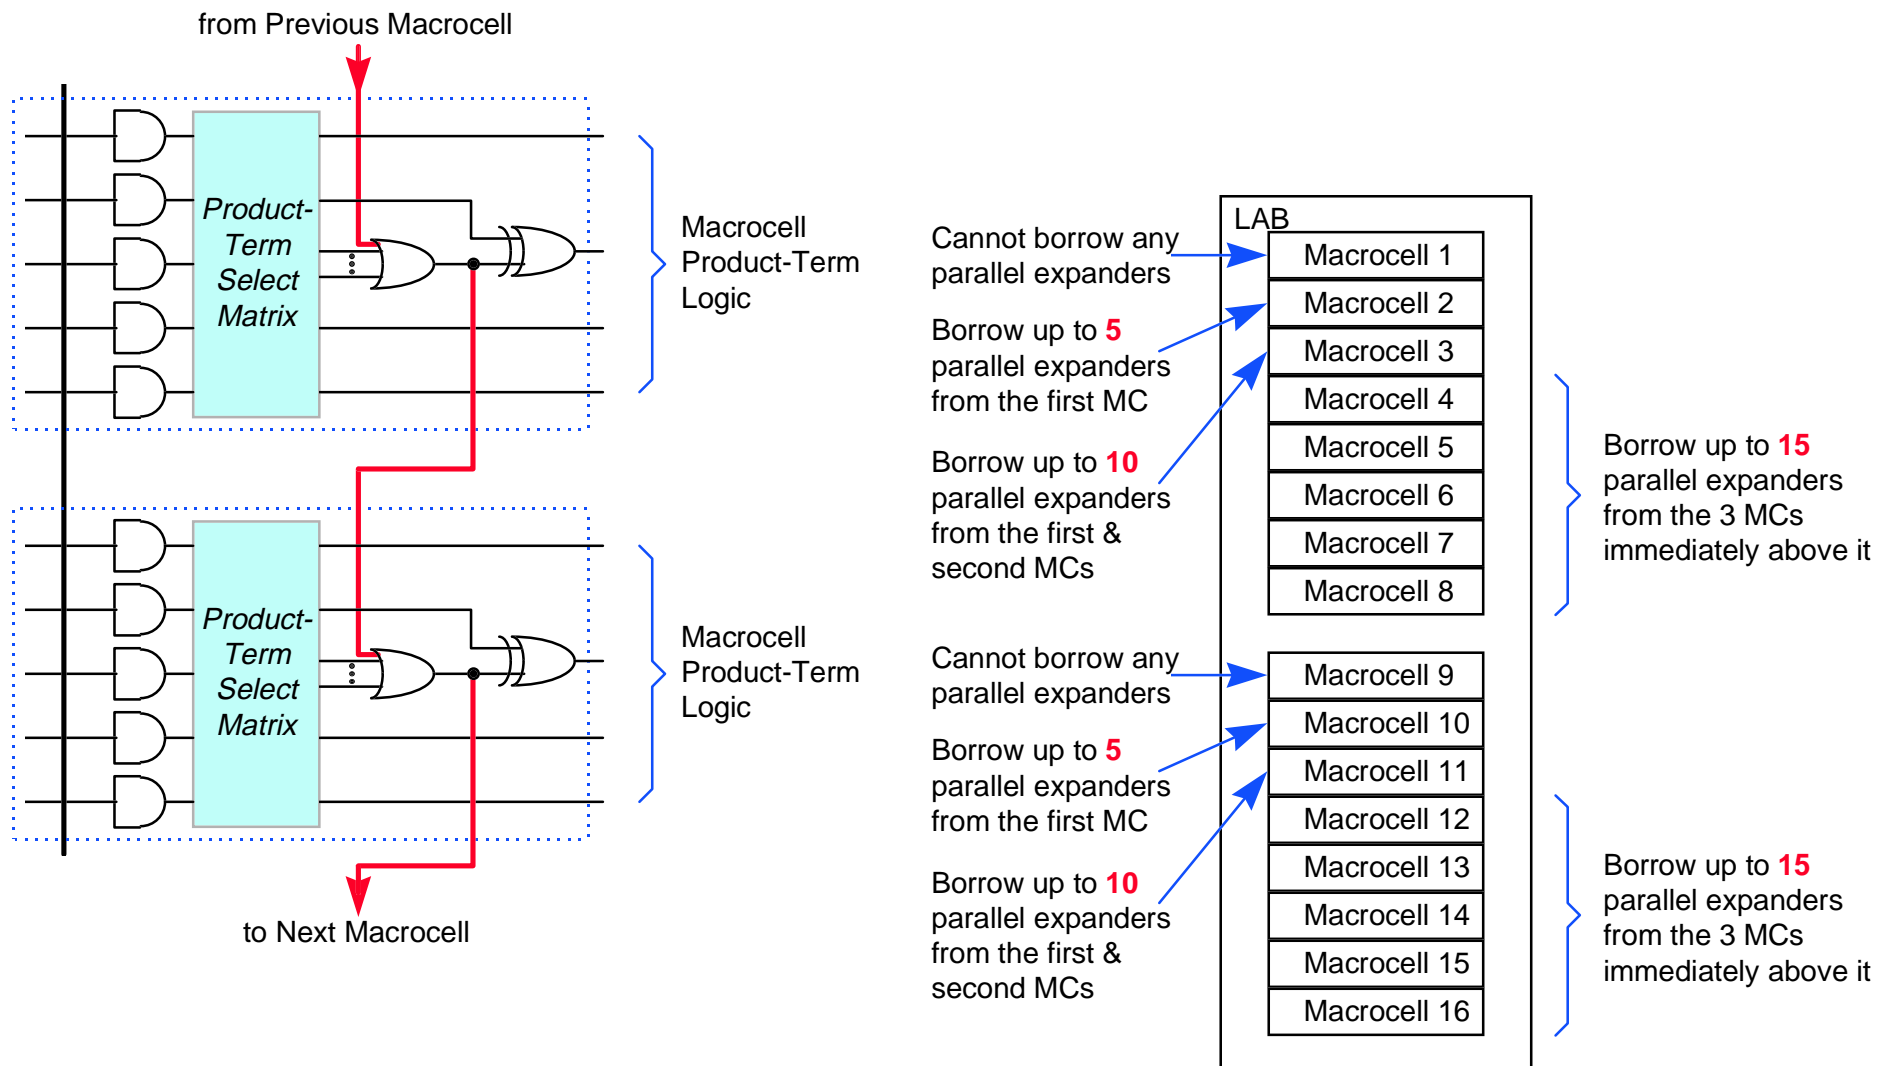 from Previous Macrocell
Product-
Term
Select
Matrix
Macrocell
Product-Term
Logic
Product-
Term
Select
Matrix
Macrocell
Product-Term
Logic
to Next Macrocell
Cannot borrow any
parallel expanders
Borrow up to 5
parallel expanders
from the first MC
Borrow up to 10
parallel expanders
from the first &
second MCs
Cannot borrow any
parallel expanders
Borrow up to 5
parallel expanders
from the first MC
Borrow up to 10
parallel expanders
from the first &
second MCs
LAB
Macrocell 1
Macrocell 2
Macrocell 3
Macrocell 4
Macrocell 5
Macrocell 6
Macrocell 7
Macrocell 8
Macrocell 9
Macrocell 10
Macrocell 11
Macrocell 12
Macrocell 13
Macrocell 14
Macrocell 15
Macrocell 16
Borrow up to 15
parallel expanders
from the 3 MCs
immediately above it
Borrow up to 15
parallel expanders
from the 3 MCs
immediately above it